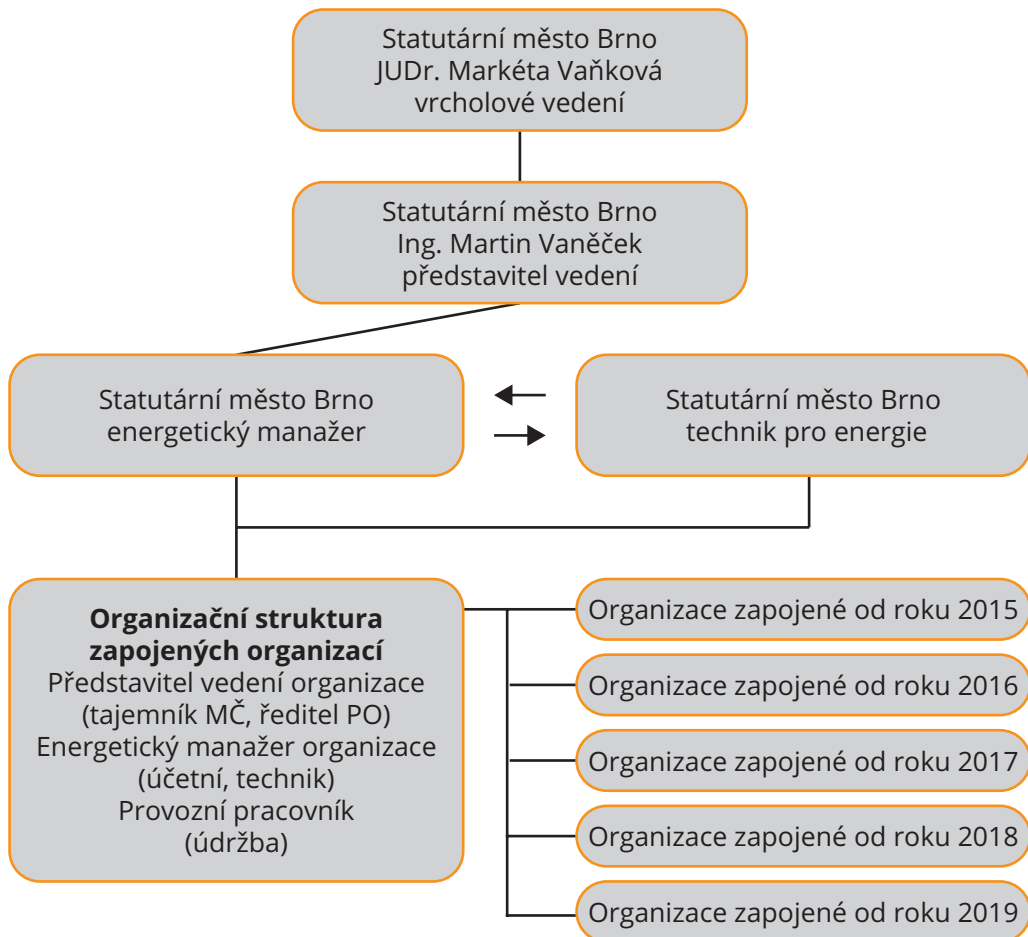 Statutární město Brno
JUDr. Markéta Vaňková
vrcholové vedení
Statutární město Brno
Ing. Martin Vaněček
představitel vedení
Statutární město Brno
energetický manažer
Statutární město Brno
technik pro energie
Organizační struktura
zapojených organizací
Představitel vedení organizace
(tajemník MČ, ředitel PO)
Energetický manažer organizace
(účetní, technik)
Provozní pracovník
(údržba)
Organizace zapojené od roku 2015
Organizace zapojené od roku 2016
Organizace zapojené od roku 2017
Organizace zapojené od roku 2018
Organizace zapojené od roku 2019